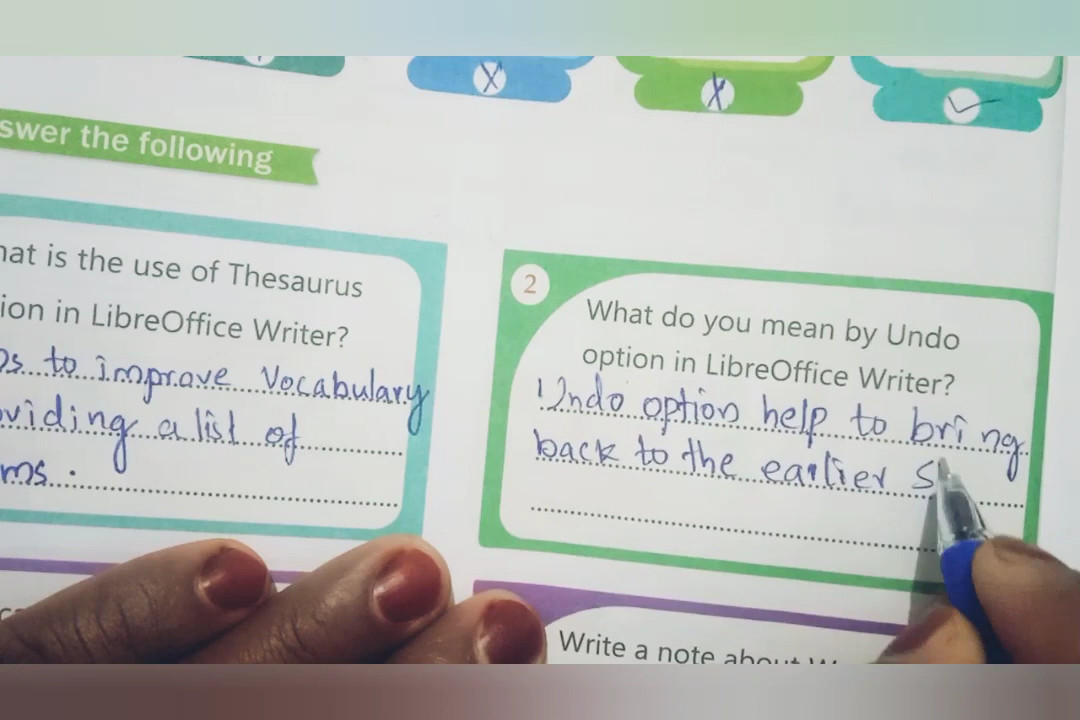 swer the following
hat is the use of Thesaurus
ion in LibreOffice Writer?
ps to improve Vocabulary
oviding a list of
ms.
2
What do you mean by Undo
option in LibreOffice Writer?
Undo option help to bring
back to the earlier s
Write a note about